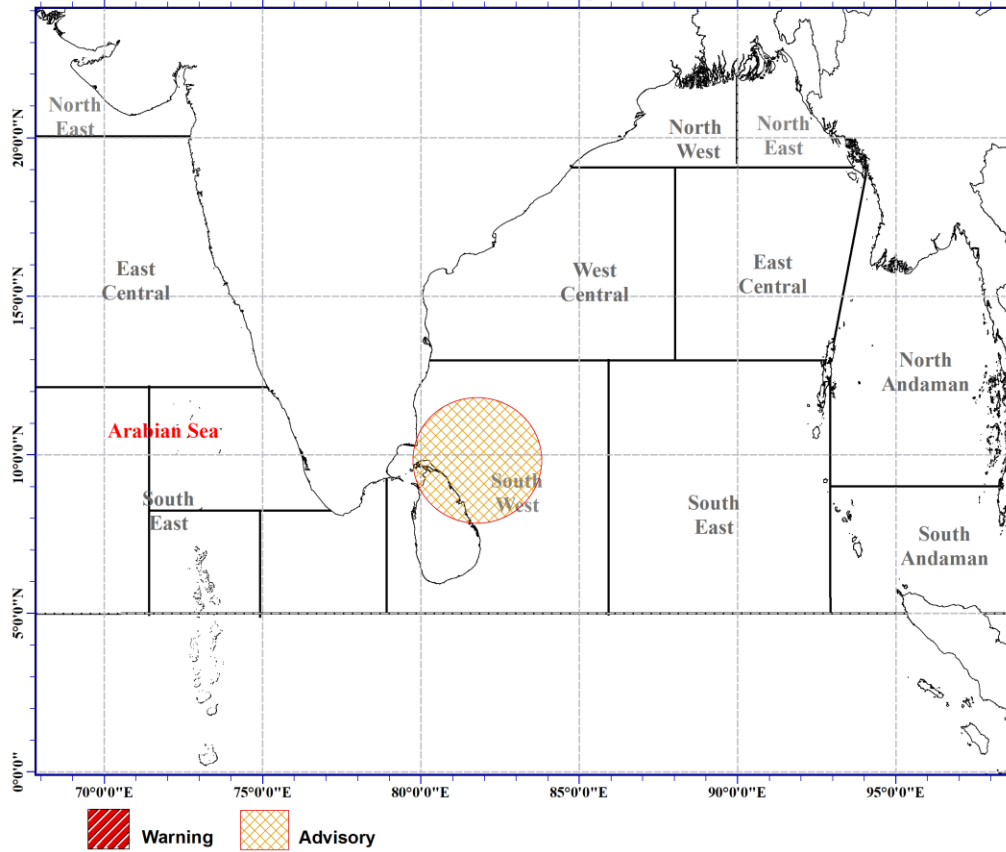 North
East
North
West
North
East
20°0'0"N
East
Central
West
Central
East
Central
15°0'0"N
North
Andaman
Arabian Sea
10°0'0"N
South
East
South
West
South
East
South
Andaman
5°0'0"N
0°0'0"
70°0'0"E
75°0'0"E
80°0'0"E
85°0'0"E
90°0'0"E
95°0'0"E
Warning
Advisory